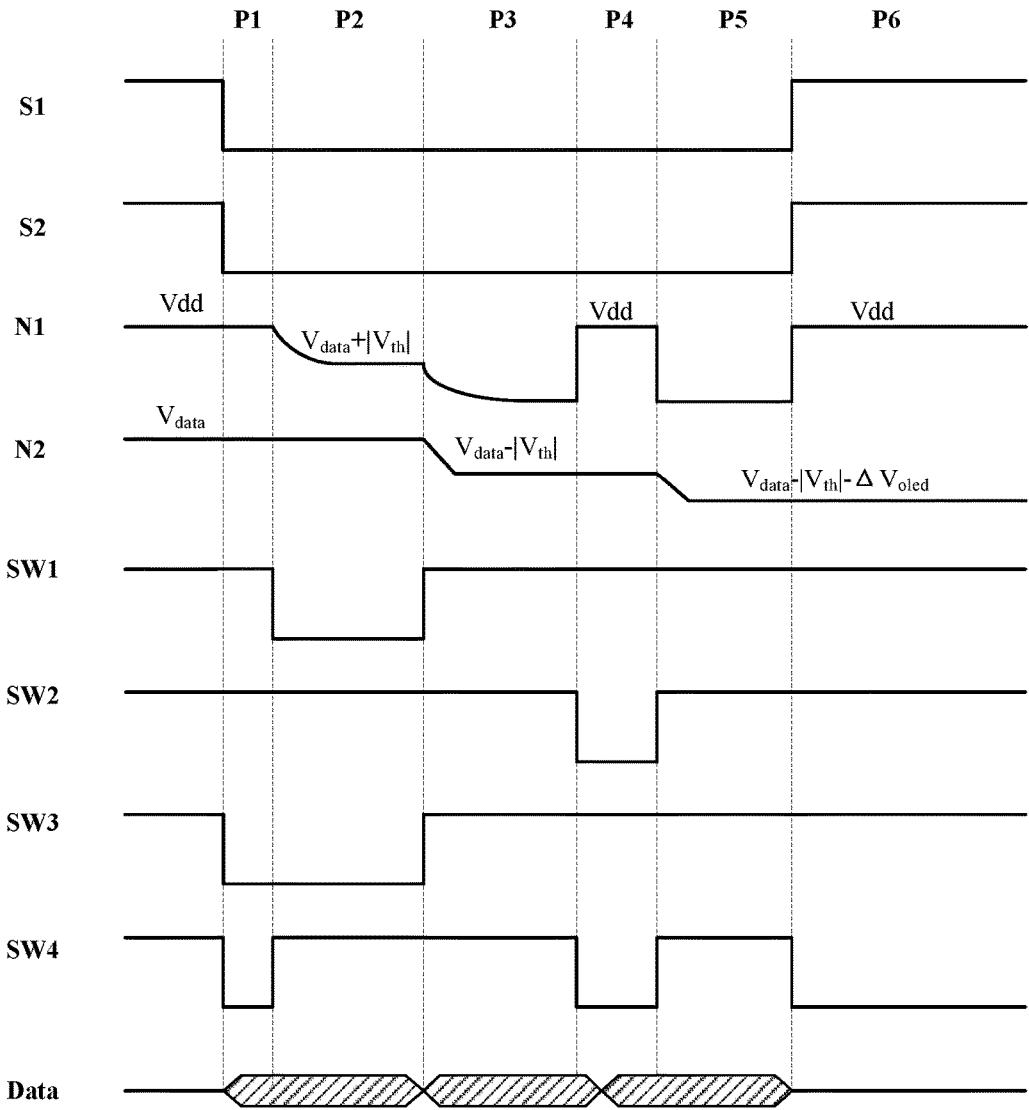 P1 P2 P3 P4 P5 P6
S1
S2
Vdd Vdd Vdd
N1 Vdata+|Vth|
Vdata
N2 Vdata-|Vth| Vdata-|Vth|-Δ Voled
SW1
SW2
SW3
SW4
Data